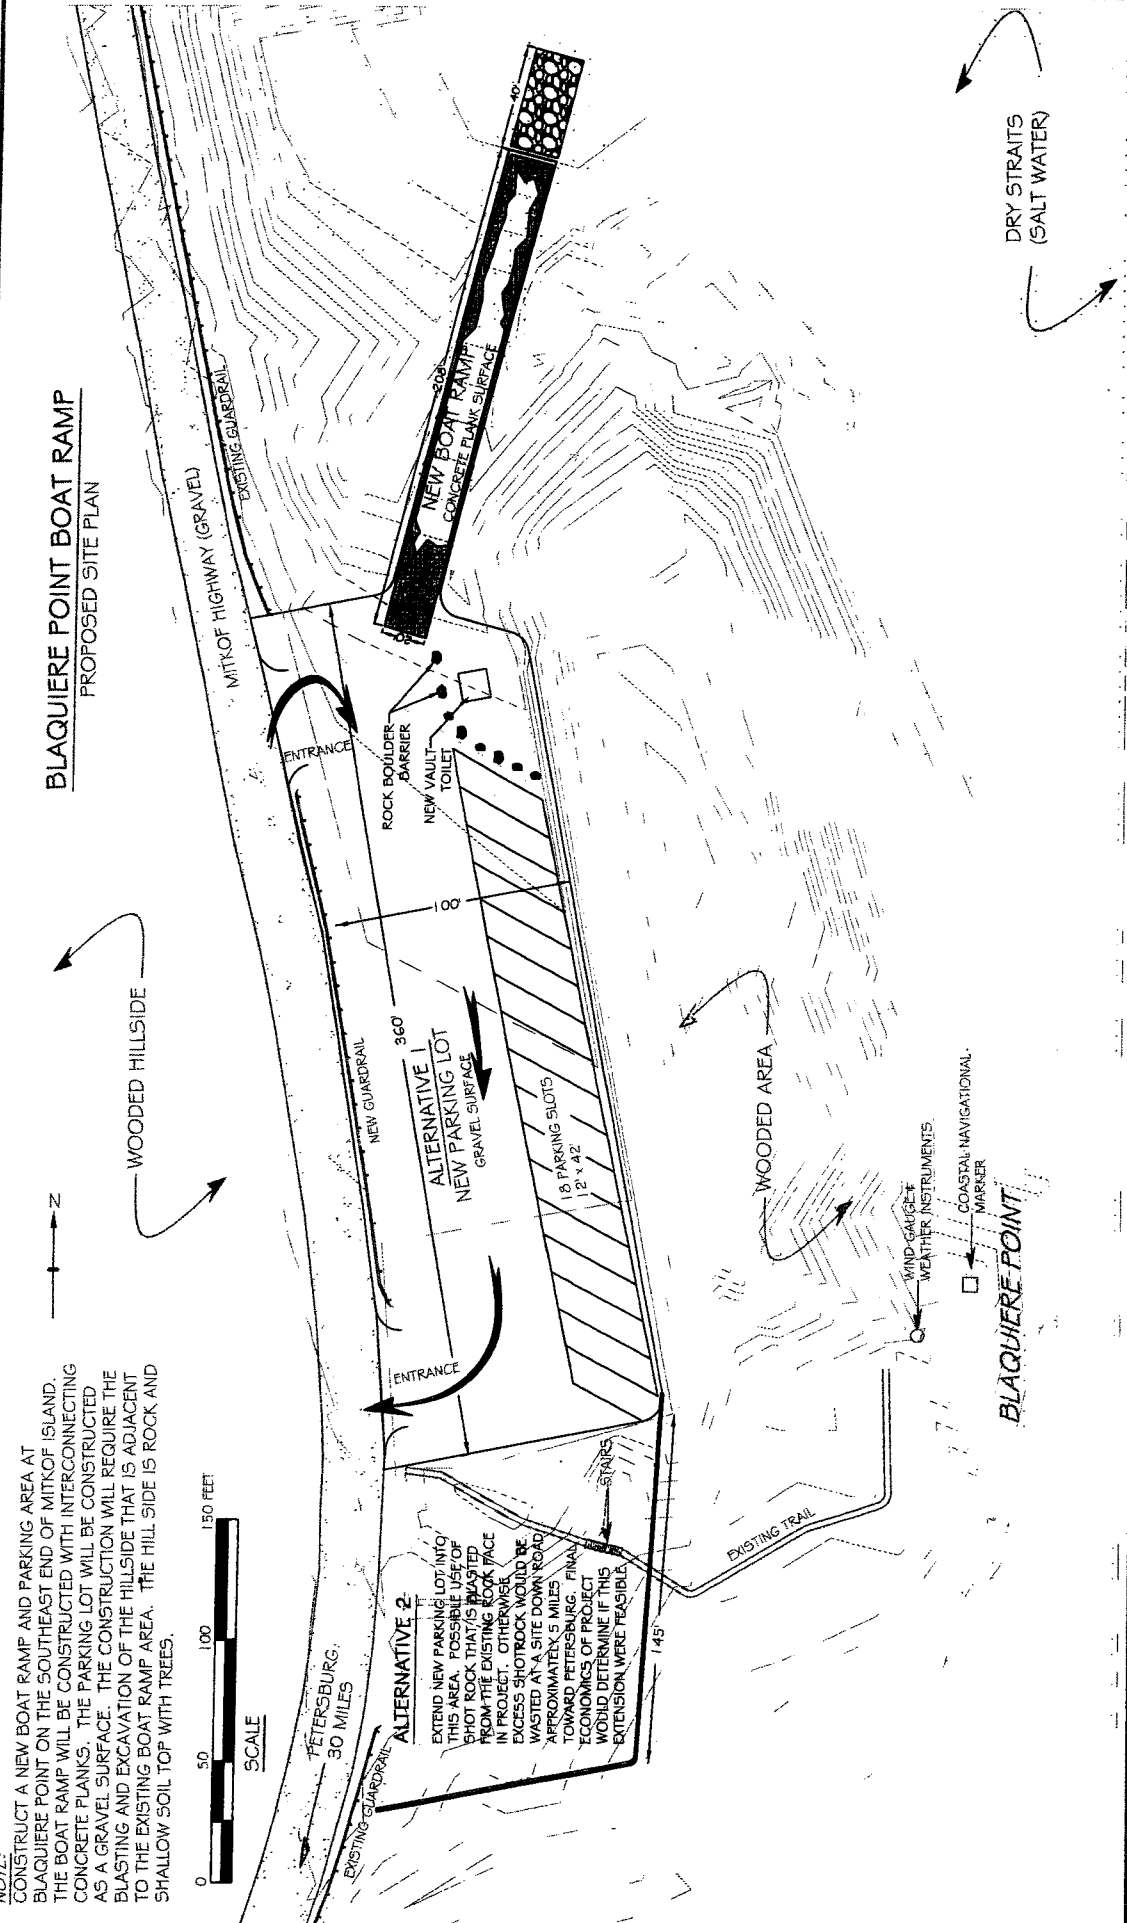 BLAQUIERE POINT BOAT RAMP
PROPOSED SITE PLAN
NOTE:
CONSTRUCT A NEW BOAT RAMP AND PARKING AREA AT
BLAQUIERE POINT ON THE SOUTHEAST END OF MITKOF ISLAND.
THE BOAT RAMP WILL BE CONSTRUCTED WITH INTERCONNECTING
CONCRETE PLANKS. THE PARKING LOT WILL BE CONSTRUCTED
AS A GRAVEL SURFACE. THE CONSTRUCTION WILL REQUIRE THE
BLASTING AND EXCAVATION OF THE HILLSIDE THAT IS ADJACENT
TO THE EXISTING BOAT RAMP AREA. THE HILL SIDE IS ROCK AND
SHALLOW SOIL TOP WITH TREES.
0 50 100 150 FEET
SCALE
N
WOODED HILLSIDE
MITKOF HIGHWAY (GRAVEL)
EXISTING GUARDRAIL
PETERSBURG
30 MILES
EXISTING GUARDRAIL
NEW GUARDRAIL
ENTRANCE
ENTRANCE
360'
100'
ALTERNATIVE 1
NEW PARKING LOT
GRAVEL SURFACE
18 PARKING SLOTS
12' x 42'
ROCK BOULDER
BARRIER
NEW VAULT
TOILET
20'
208'
NEW BOAT RAMP
CONCRETE PLANK SURFACE
40'
ALTERNATIVE 2
EXTEND NEW PARKING LOT INTO
THIS AREA. POSSIBLE USE OF
SHOT ROCK THAT IS BLASTED
FROM THE EXISTING ROCK FACE
IN PROJECT. OTHERWISE
EXCESS SHOTROCK WOULD BE
WASTED AT A SITE DOWN ROAD
APPROXIMATELY 5 MILES
TOWARD PETERSBURG. FINAL
ECONOMICS OF PROJECT
WOULD DETERMINE IF THIS
EXTENSION WERE FEASIBLE.
145'
STAIRS
EXISTING TRAIL
WOODED AREA
WIND GAUGE &
WEATHER INSTRUMENTS
COASTAL NAVIGATIONAL
MARKER
BLAQUIERE POINT
DRY STRAITS
(SALT WATER)